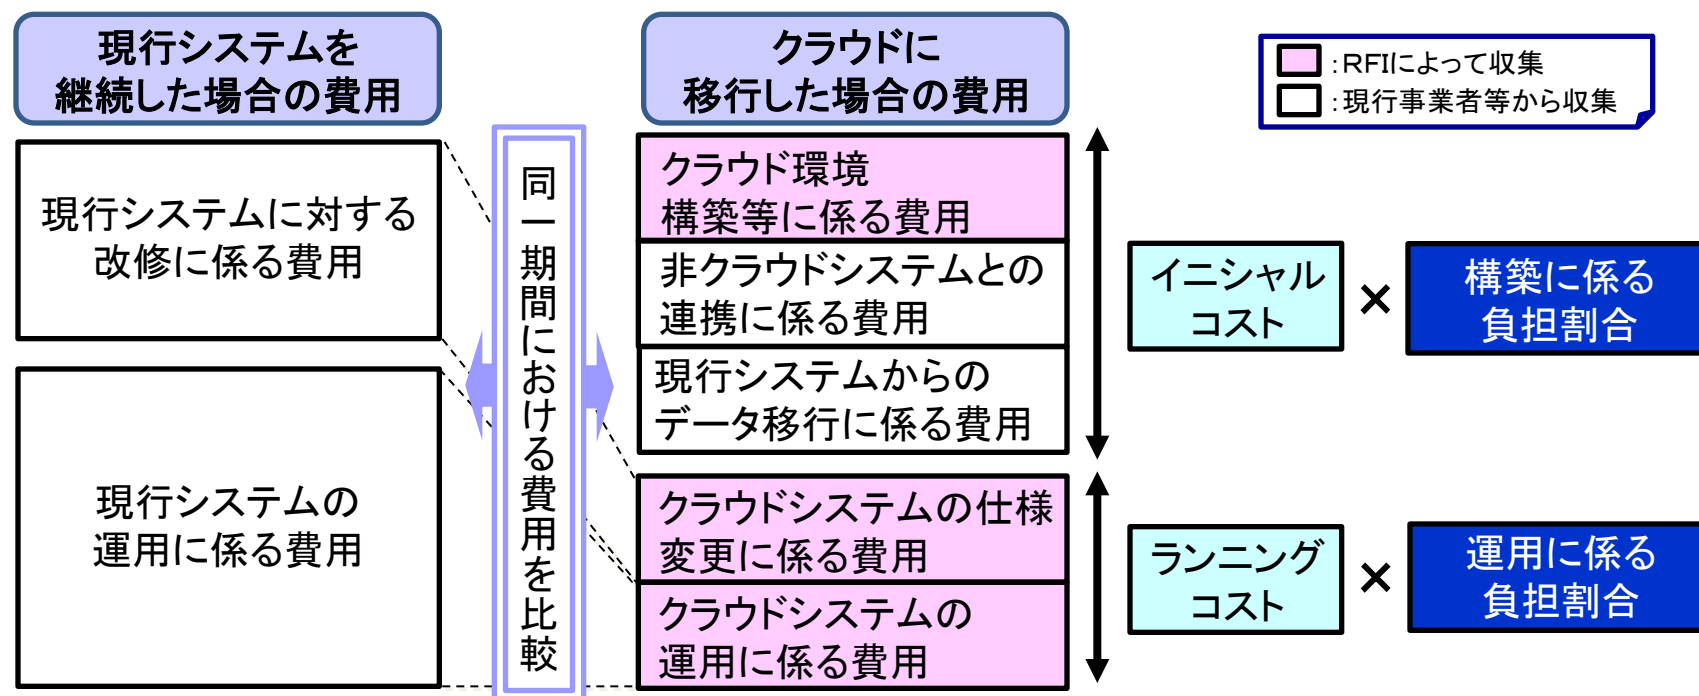 現行システムを
継続した場合の費用
現行システムに対する
改修に係る費用
現行システムの
運用に係る費用
同一期間における費用を比較
クラウドに
移行した場合の費用
クラウド環境
構築等に係る費用
非クラウドシステムとの
連携に係る費用
現行システムからの
データ移行に係る費用
クラウドシステムの仕様
変更に係る費用
クラウドシステムの
運用に係る費用
：RFIによって収集
：現行事業者等から収集
イニシャル
コスト
×
構築に係る
負担割合
ランニング
コスト
×
運用に係る
負担割合